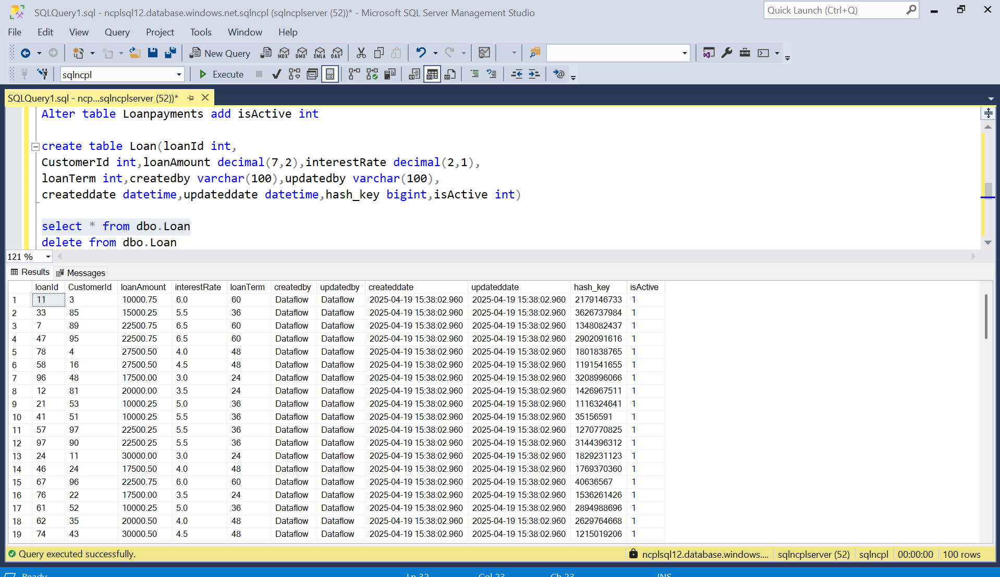 SQLQuery1.sql - ncplsql12.database.windows.net.sqlncpl (sqlncplserver (52))* - Microsoft SQL Server Management Studio
Quick Launch (Ctrl+Q)
File Edit View Query Project Tools Window Help
New Query MDX DMX XMLA DAX
sqlncpl Execute
SQLQuery1.sql - ncp...sqlncplserver (52))*
Alter table Loanpayments add isActive int
create table Loan(loanId int,
CustomerId int,loanAmount decimal(7,2),interestRate decimal(2,1),
loanTerm int,createdby varchar(100),updatedby varchar(100),
createddate datetime,updateddate datetime,hash_key bigint,isActive int)
select * from dbo.Loan
delete from dbo.Loan
121 %
Results Messages
loanId CustomerId loanAmount interestRate loanTerm createdby updatedby createddate updateddate hash_key isActive
1 11 3 10000.75 6.0 60 Dataflow Dataflow 2025-04-19 15:38:02.960 2025-04-19 15:38:02.960 2179146733 1
2 33 85 15000.25 5.5 36 Dataflow Dataflow 2025-04-19 15:38:02.960 2025-04-19 15:38:02.960 3626737984 1
3 7 89 22500.75 6.5 60 Dataflow Dataflow 2025-04-19 15:38:02.960 2025-04-19 15:38:02.960 1348082437 1
4 47 95 22500.75 6.5 60 Dataflow Dataflow 2025-04-19 15:38:02.960 2025-04-19 15:38:02.960 2902091616 1
5 78 4 27500.50 4.0 48 Dataflow Dataflow 2025-04-19 15:38:02.960 2025-04-19 15:38:02.960 1801838765 1
6 58 16 27500.50 4.5 48 Dataflow Dataflow 2025-04-19 15:38:02.960 2025-04-19 15:38:02.960 1191541655 1
7 96 48 17500.00 3.0 24 Dataflow Dataflow 2025-04-19 15:38:02.960 2025-04-19 15:38:02.960 3208996066 1
8 12 81 20000.00 3.5 24 Dataflow Dataflow 2025-04-19 15:38:02.960 2025-04-19 15:38:02.960 1426967511 1
9 21 53 10000.25 5.0 36 Dataflow Dataflow 2025-04-19 15:38:02.960 2025-04-19 15:38:02.960 1116324641 1
10 41 51 10000.25 5.5 36 Dataflow Dataflow 2025-04-19 15:38:02.960 2025-04-19 15:38:02.960 35156591 1
11 57 97 22500.25 5.5 36 Dataflow Dataflow 2025-04-19 15:38:02.960 2025-04-19 15:38:02.960 1270770825 1
12 97 90 22500.25 5.5 36 Dataflow Dataflow 2025-04-19 15:38:02.960 2025-04-19 15:38:02.960 3144396312 1
13 24 11 30000.00 3.0 24 Dataflow Dataflow 2025-04-19 15:38:02.960 2025-04-19 15:38:02.960 1829231123 1
14 46 24 17500.50 4.0 48 Dataflow Dataflow 2025-04-19 15:38:02.960 2025-04-19 15:38:02.960 1769370360 1
15 67 96 22500.75 6.0 60 Dataflow Dataflow 2025-04-19 15:38:02.960 2025-04-19 15:38:02.960 40636567 1
16 76 22 17500.00 3.5 24 Dataflow Dataflow 2025-04-19 15:38:02.960 2025-04-19 15:38:02.960 1536261426 1
17 61 52 10000.25 5.0 36 Dataflow Dataflow 2025-04-19 15:38:02.960 2025-04-19 15:38:02.960 2894988696 1
18 62 35 20000.50 4.0 48 Dataflow Dataflow 2025-04-19 15:38:02.960 2025-04-19 15:38:02.960 2629764668 1
19 74 43 30000.50 4.5 48 Dataflow Dataflow 2025-04-19 15:38:02.960 2025-04-19 15:38:02.960 1215019206 1
Query executed successfully. ncplsql12.database.windows.... sqlncplserver (52) sqlncpl 00:00:00 100 rows
Ready Ln 32 Col 23 Ch 23 INS